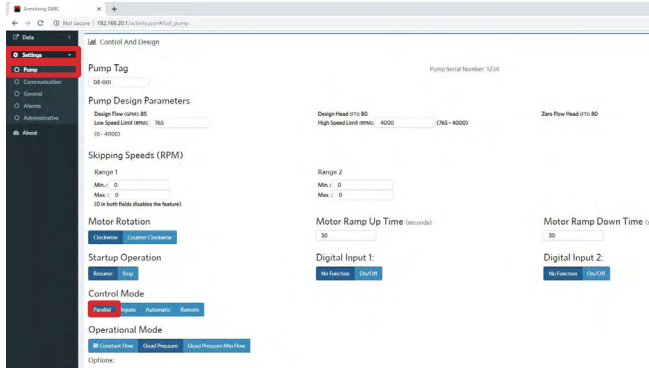 Armstrong DEPC
Not secure | 192.168.20.1/activity.json#/not_pump
Data
Control And Design
Settings
Pump
Communication
General
Alarms
Administrative
About
Pump Tag
Pump Serial Number: 1234
DE-001
Pump Design Parameters
Design Flow (GPM): 85
Design Head (FT): 80
Zero Flow Head (FT): 80
Low Speed Limit (RPM): 765
High Speed Limit (RPM): 4000 (765 - 4000)
(0 - 4000)
Skipping Speeds (RPM)
Range 1
Range 2
Min.: 0
Min.: 0
Max.: 0
Max.: 0
(0 in both fields disables the feature)
Motor Rotation
Motor Ramp Up Time (seconds)
Motor Ramp Down Time
Clockwise Counter Clockwise
30
30
Startup Operation
Digital Input 1:
Digital Input 2:
Resume Stop
No Function On/Off
No Function On/Off
Control Mode
Parallel Inputs Automatic Remote
Operational Mode
Constant Flow Quad Pressure Quad Pressure Min Flow
Options: